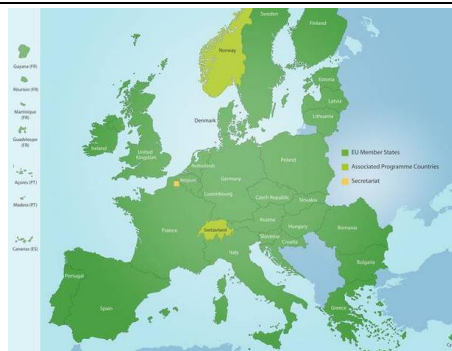 Guyana (FR)
Réunion (FR)
Martinique
(FR)
Guadeloupe
(FR)
Açores (PT)
Madeira (PT)
Canarias (ES)
Sweden
Finland
Norway
Estonia
Latvia
Lithuania
Denmark
Ireland
United
Kingdom
Netherlands
Belgium
Germany
Poland
Luxembourg
Czech Republic
Slovakia
France
Switzerland
Austria
Hungary
Slovenia
Croatia
Romania
Italy
Bulgaria
Portugal
Spain
Greece
EU Member States
Associated Programme Countries
Secretariat